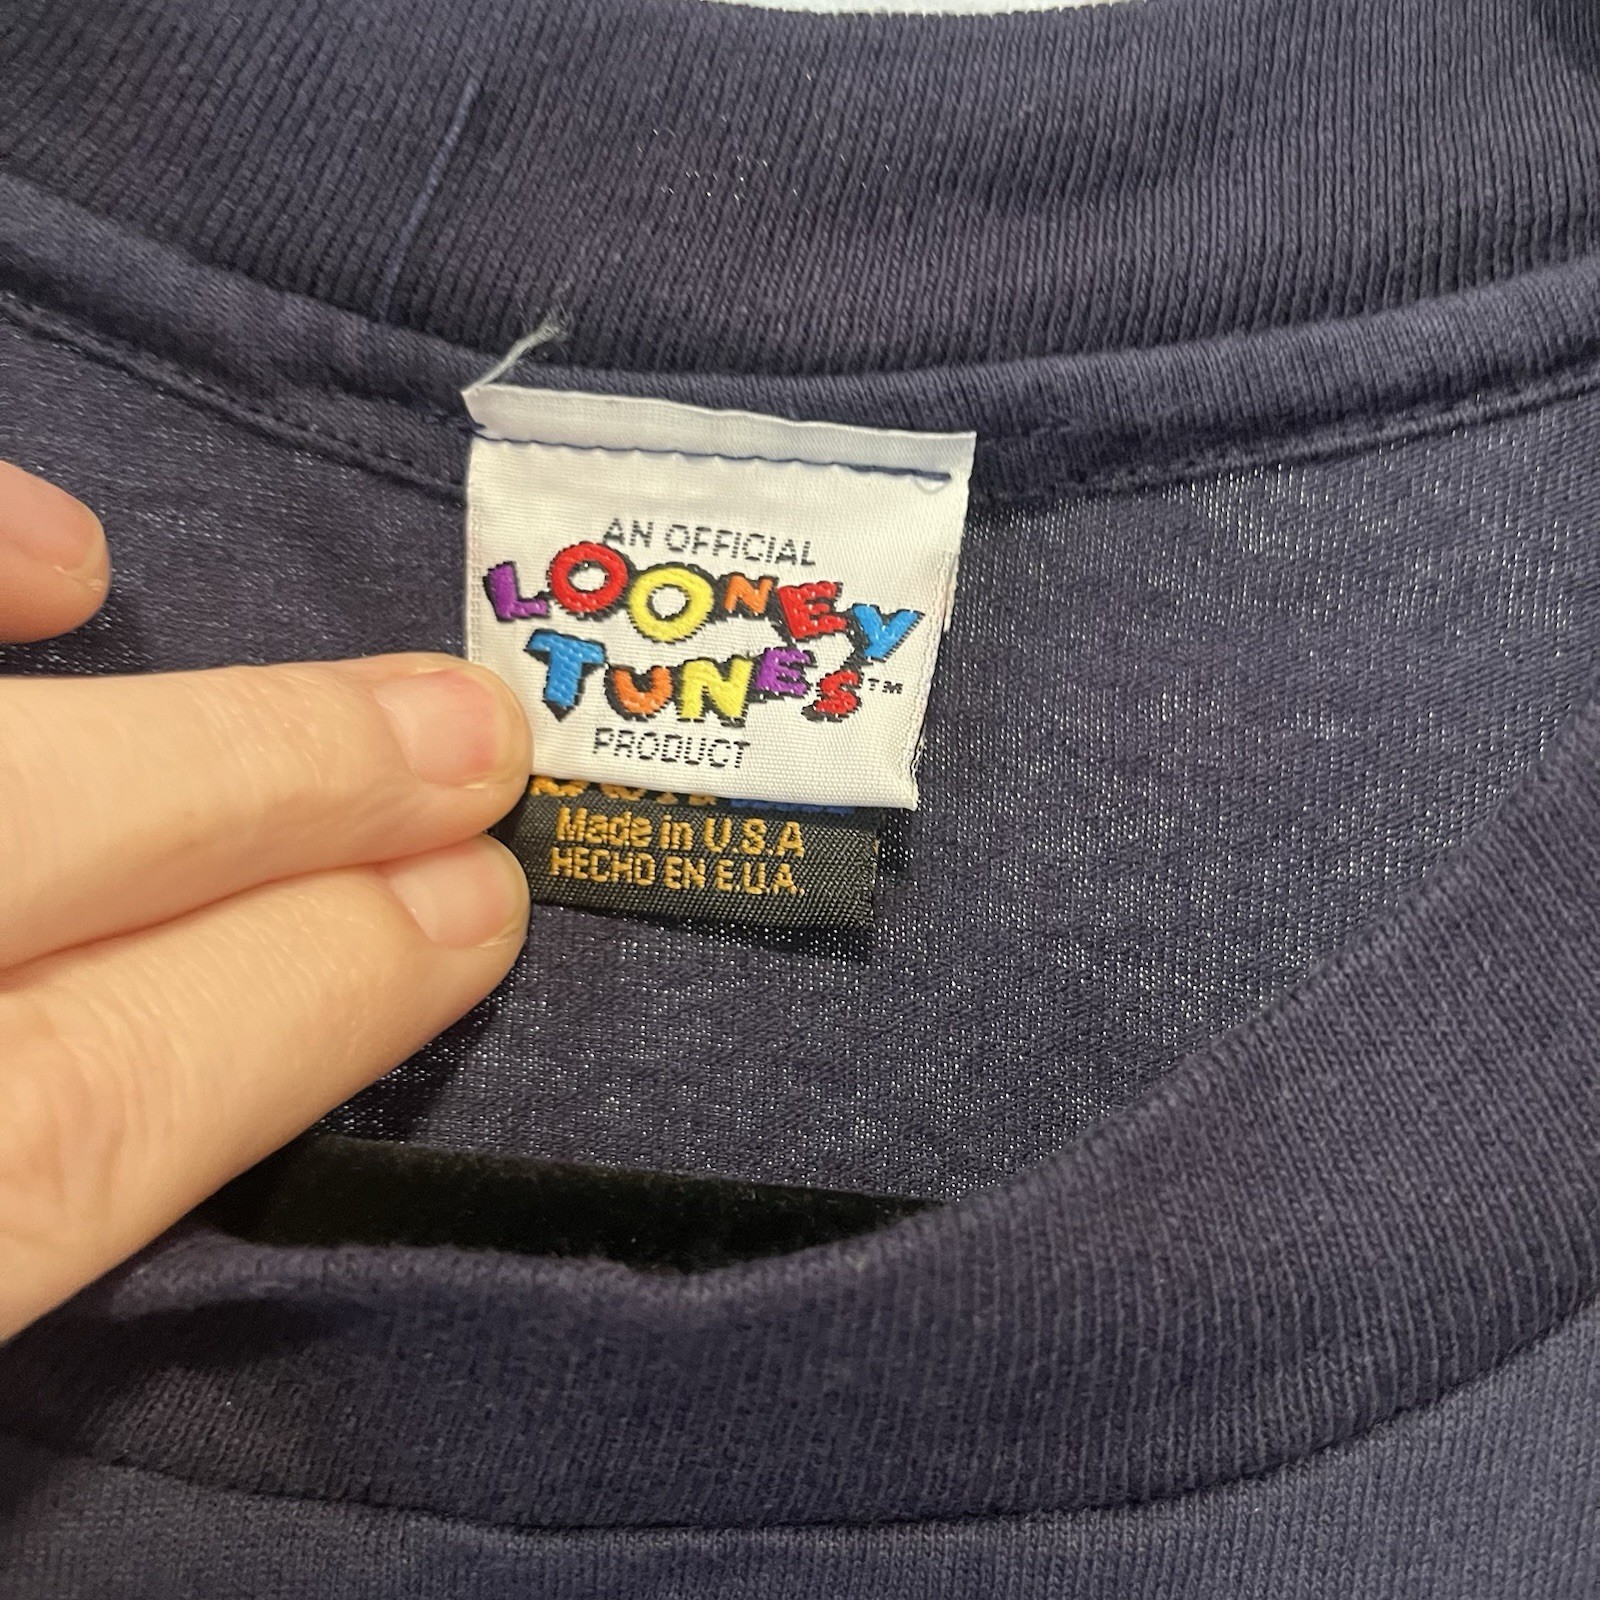 AN OFFICIAL
LOONEY
TUNES™
PRODUCT
Made in U.S.A
HECHO EN E.U.A.